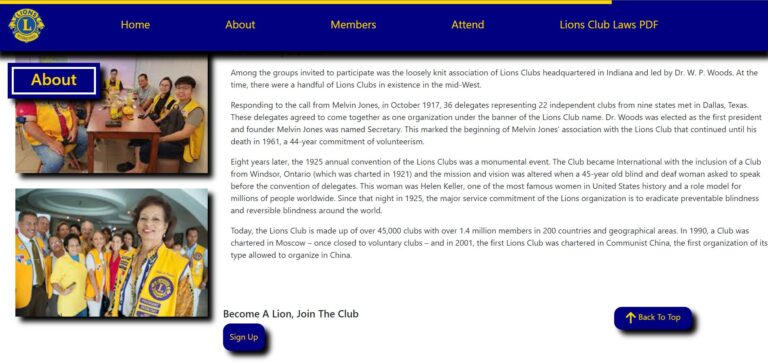 LIONS
L
INTERNATIONAL
Home
About
Members
Attend
Lions Club Laws PDF
About
Among the groups invited to participate was the loosely knit association of Lions Clubs headquartered in Indiana and led by Dr. W. P. Woods. At the
time, there were a handful of Lions Clubs in existence in the mid-West.
Responding to the call from Melvin Jones, in October 1917, 36 delegates representing 22 independent clubs from nine states met in Dallas, Texas.
These delegates agreed to come together as one organization under the banner of the Lions Club name. Dr. Woods was elected as the first president
and founder Melvin Jones was named Secretary. This marked the beginning of Melvin Jones' association with the Lions Club that continued until his
death in 1961, a 44-year commitment of volunteerism.
Eight years later, the 1925 annual convention of the Lions Clubs was a monumental event. The Club became International with the inclusion of a Club
from Windsor, Ontario (which was charted in 1921) and the mission and vision was altered when a 45-year old blind and deaf woman asked to speak
before the convention of delegates. This woman was Helen Keller, one of the most famous women in United States history and a role model for
millions of people worldwide. Since that night in 1925, the major service commitment of the Lions organization is to eradicate preventable blindness
and reversible blindness around the world.
Today, the Lions Club is made up of over 45,000 clubs with over 1.4 million members in 200 countries and geographical areas. In 1990, a Club was
chartered in Moscow – once closed to voluntary clubs – and in 2001, the first Lions Club was chartered in Communist China, the first organization of its
type allowed to organize in China.
Become A Lion, Join The Club
Sign Up
Back To Top